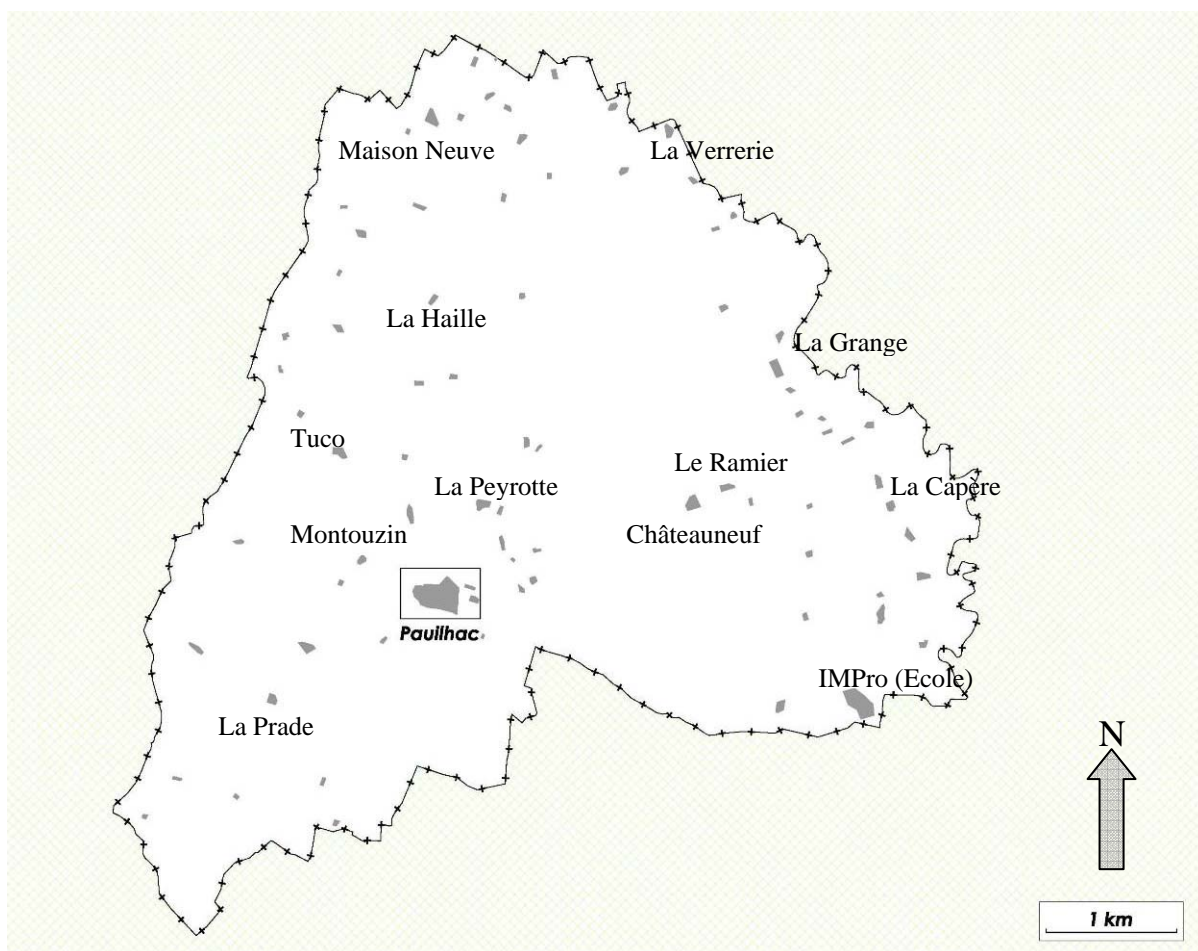 Maison Neuve
La Verrerie
La Haille
La Grange
Tuco
Le Ramier
La Peyrotte
La Capère
Montouzin
Châteauneuf
Pauilhac
IMPro (Ecole)
La Prade
N
1 km